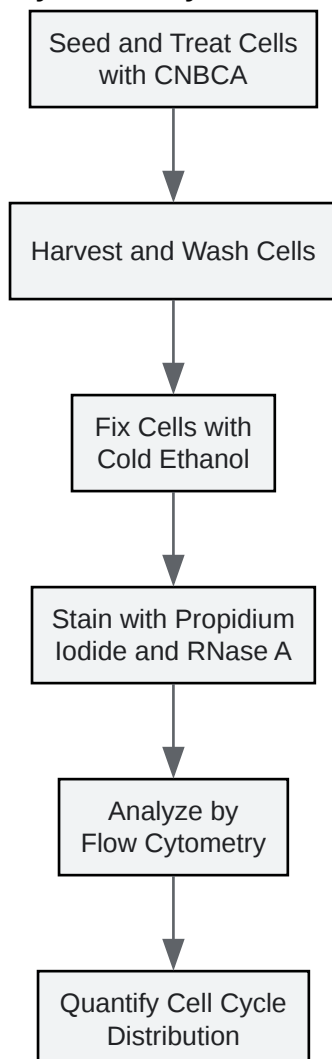 Seed and Treat Cells
with CNBCA
Harvest and Wash Cells
Fix Cells with
Cold Ethanol
Stain with Propidium
Iodide and RNase A
Analyze by
Flow Cytometry
Quantify Cell Cycle
Distribution